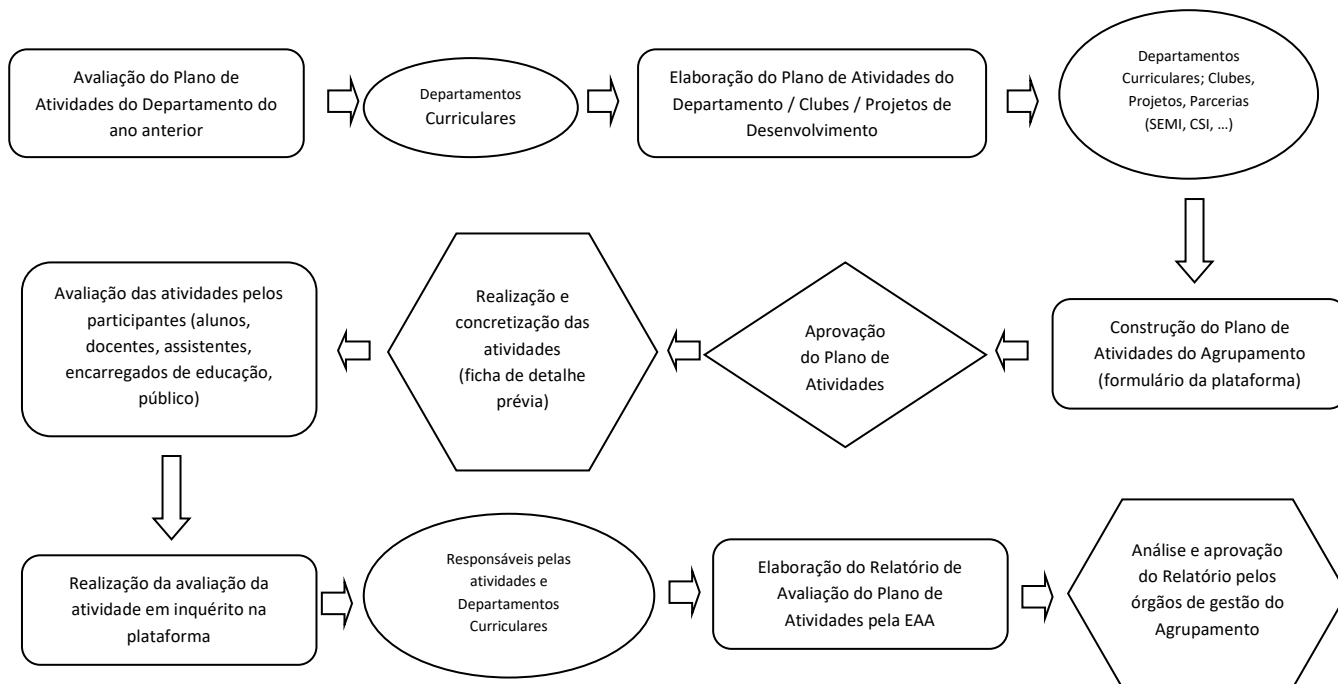 Avaliação do Plano de
Atividades do Departamento do
ano anterior
Departamentos
Curriculares
Elaboração do Plano de Atividades do
Departamento / Clubes / Projetos de
Desenvolvimento
Departamentos
Curriculares; Clubes,
Projetos, Parcerias
(SEMI, CSI, ...)
Construção do Plano de
Atividades do Agrupamento
(formulário da plataforma)
Aprovação
do Plano de
Atividades
Realização e
concretização das
atividades
(ficha de detalhe
prévia)
Avaliação das atividades pelos
participantes (alunos,
docentes, assistentes,
encarregados de educação,
público)
Realização da avaliação da
atividade em inquérito na
plataforma
Responsáveis pelas
atividades e
Departamentos
Curriculares
Elaboração do Relatório de
Avaliação do Plano de
Atividades pela EAA
Análise e aprovação
do Relatório pelos
órgãos de gestão do
Agrupamento